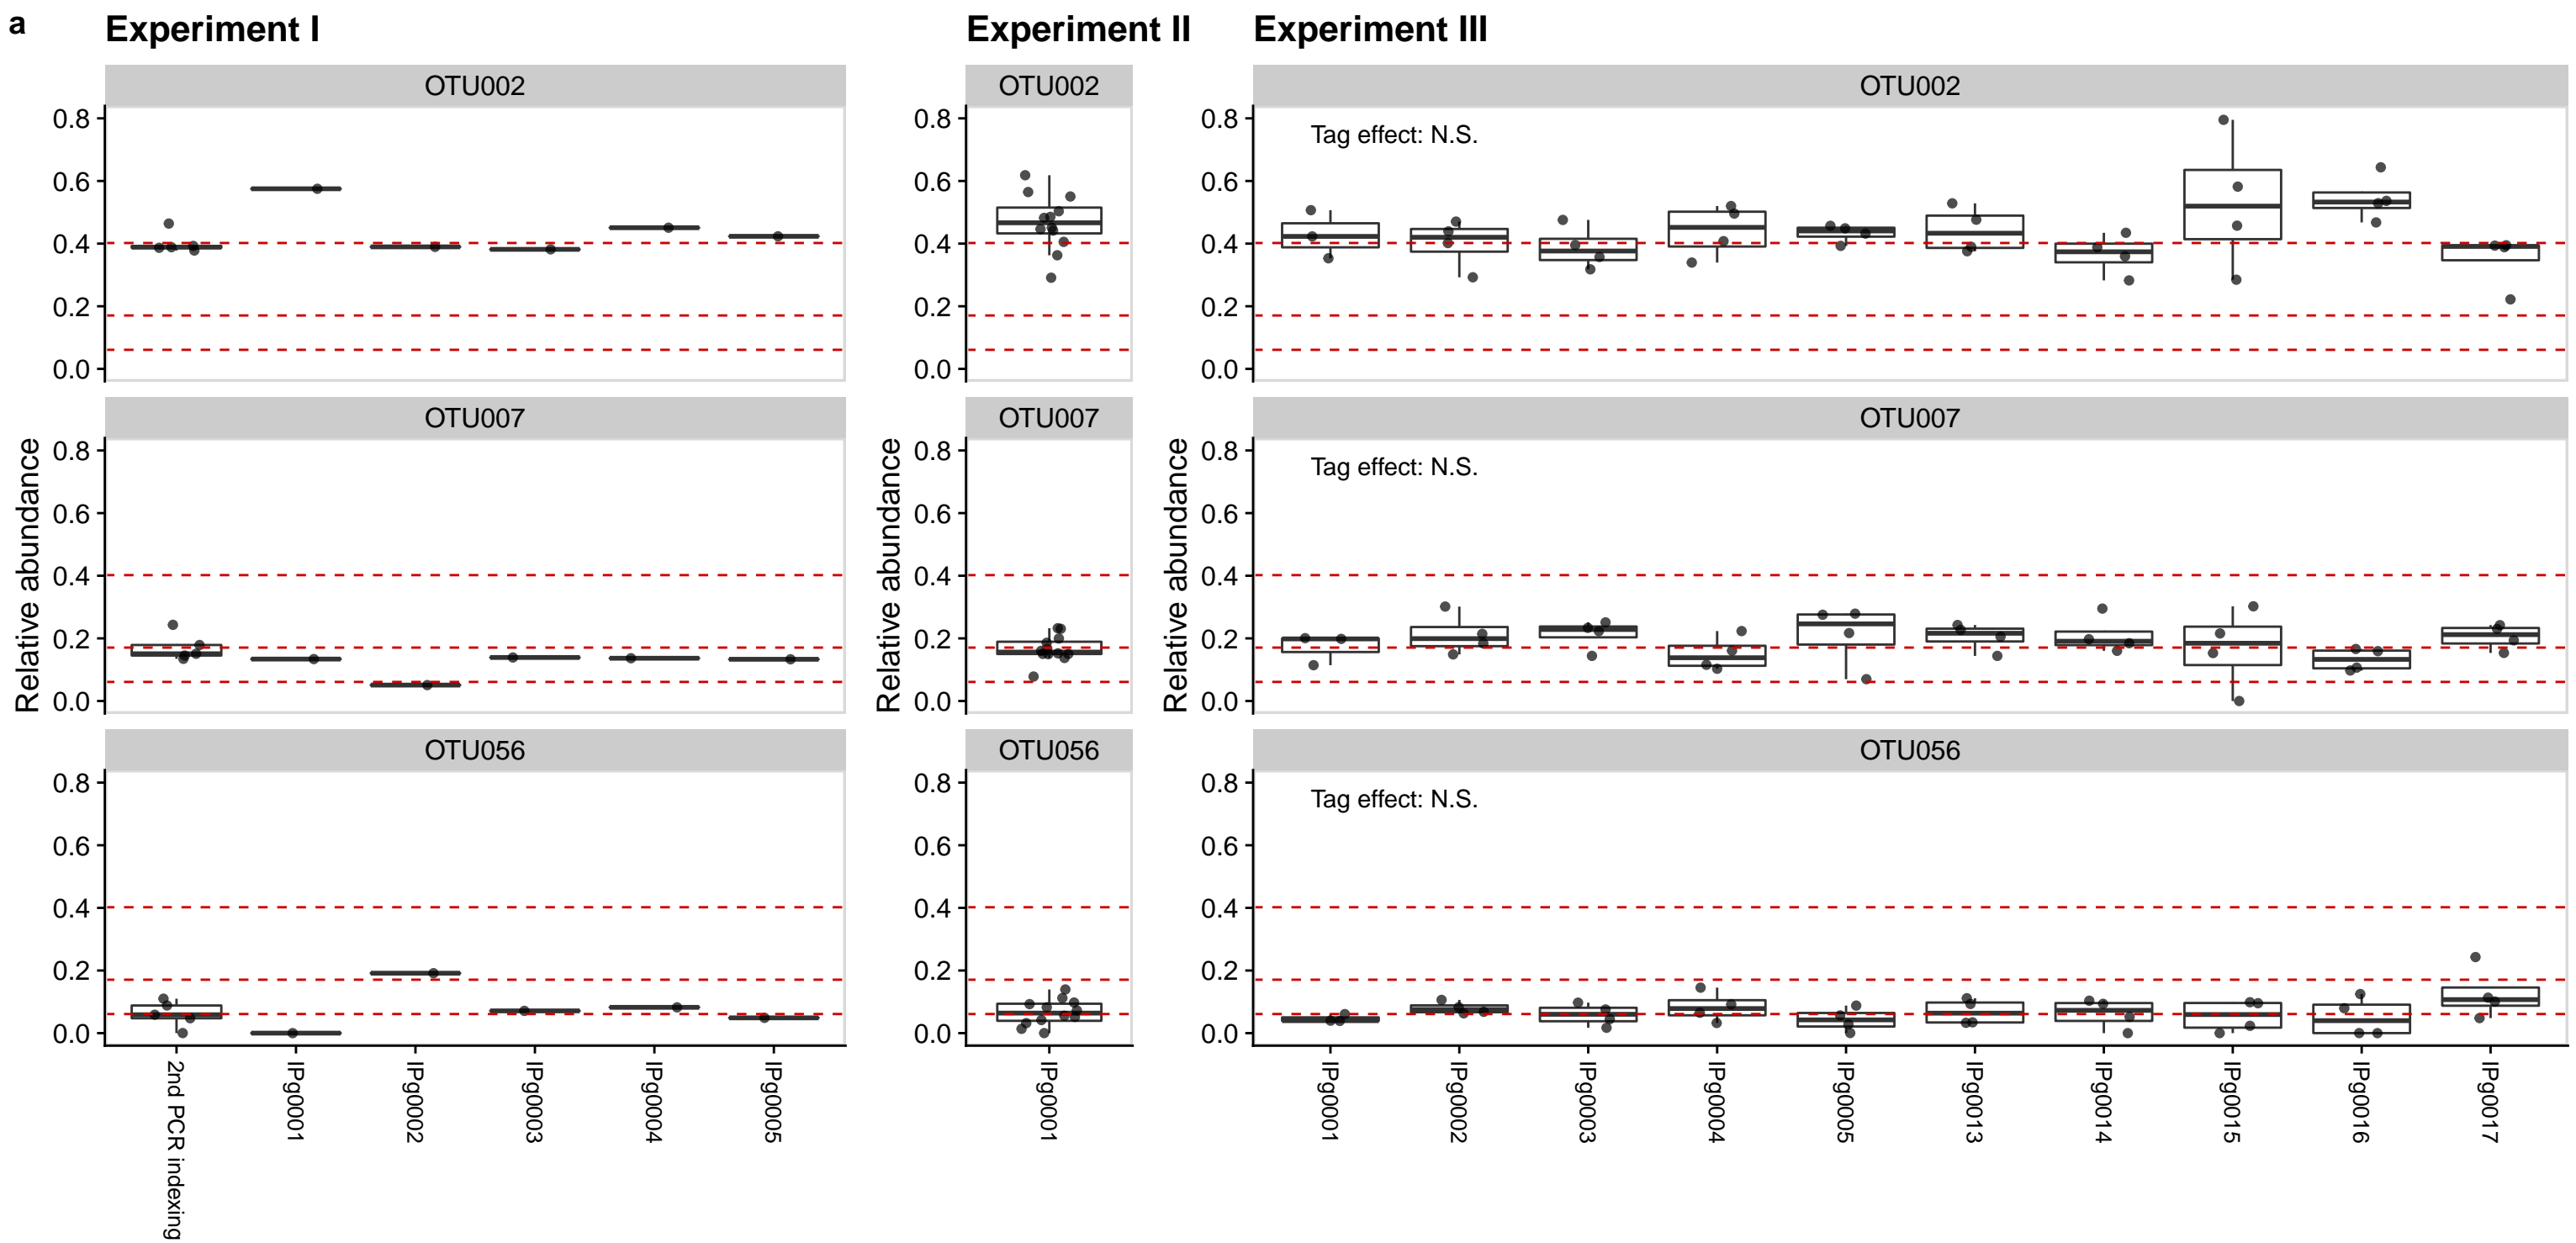 a
Experiment I
Experiment II
Experiment III
OTU002
OTU002
OTU002
0.8
0.6
0.4
0.2
0.0
0.8
0.6
0.4
0.2
0.0
0.8
0.6
0.4
0.2
0.0
Tag effect: N.S.
OTU007
OTU007
OTU007
Relative abundance
0.8
0.6
0.4
0.2
0.0
Relative abundance
0.8
0.6
0.4
0.2
0.0
Relative abundance
0.8
0.6
0.4
0.2
0.0
Tag effect: N.S.
OTU056
OTU056
OTU056
0.8
0.6
0.4
0.2
0.0
0.8
0.6
0.4
0.2
0.0
0.8
0.6
0.4
0.2
0.0
Tag effect: N.S.
2nd PCR indexing
IPg0001
IPg0002
IPg0003
IPg0004
IPg0005
IPg0001
IPg0001
IPg0002
IPg0003
IPg0004
IPg0005
IPg0013
IPg0014
IPg0015
IPg0016
IPg0017